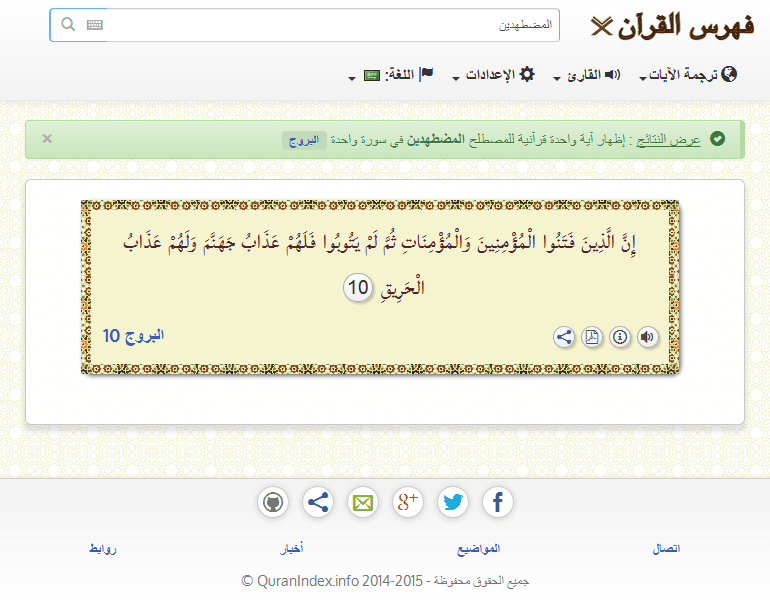 فهرس القرآن
المضطهدين
ترجمة الآيات
القارئ
الإعدادات
اللغة:
عرض النتائج : إظهار آية واحدة قرآنية للمصطلح المضطهدين في سورة واحدة البروج
×
إِنَّ الَّذِينَ فَتَنُوا الْمُؤْمِنِينَ وَالْمُؤْمِنَاتِ ثُمَّ لَمْ يَتُوبُوا فَلَهُمْ عَذَابُ جَهَنَّمَ وَلَهُمْ عَذَابُ
الْحَرِيقِ 10
البروج 10
اتصال
المواضيع
أخبار
روابط
جميع الحقوق محفوظة - QuranIndex.info 2014-2015 ©